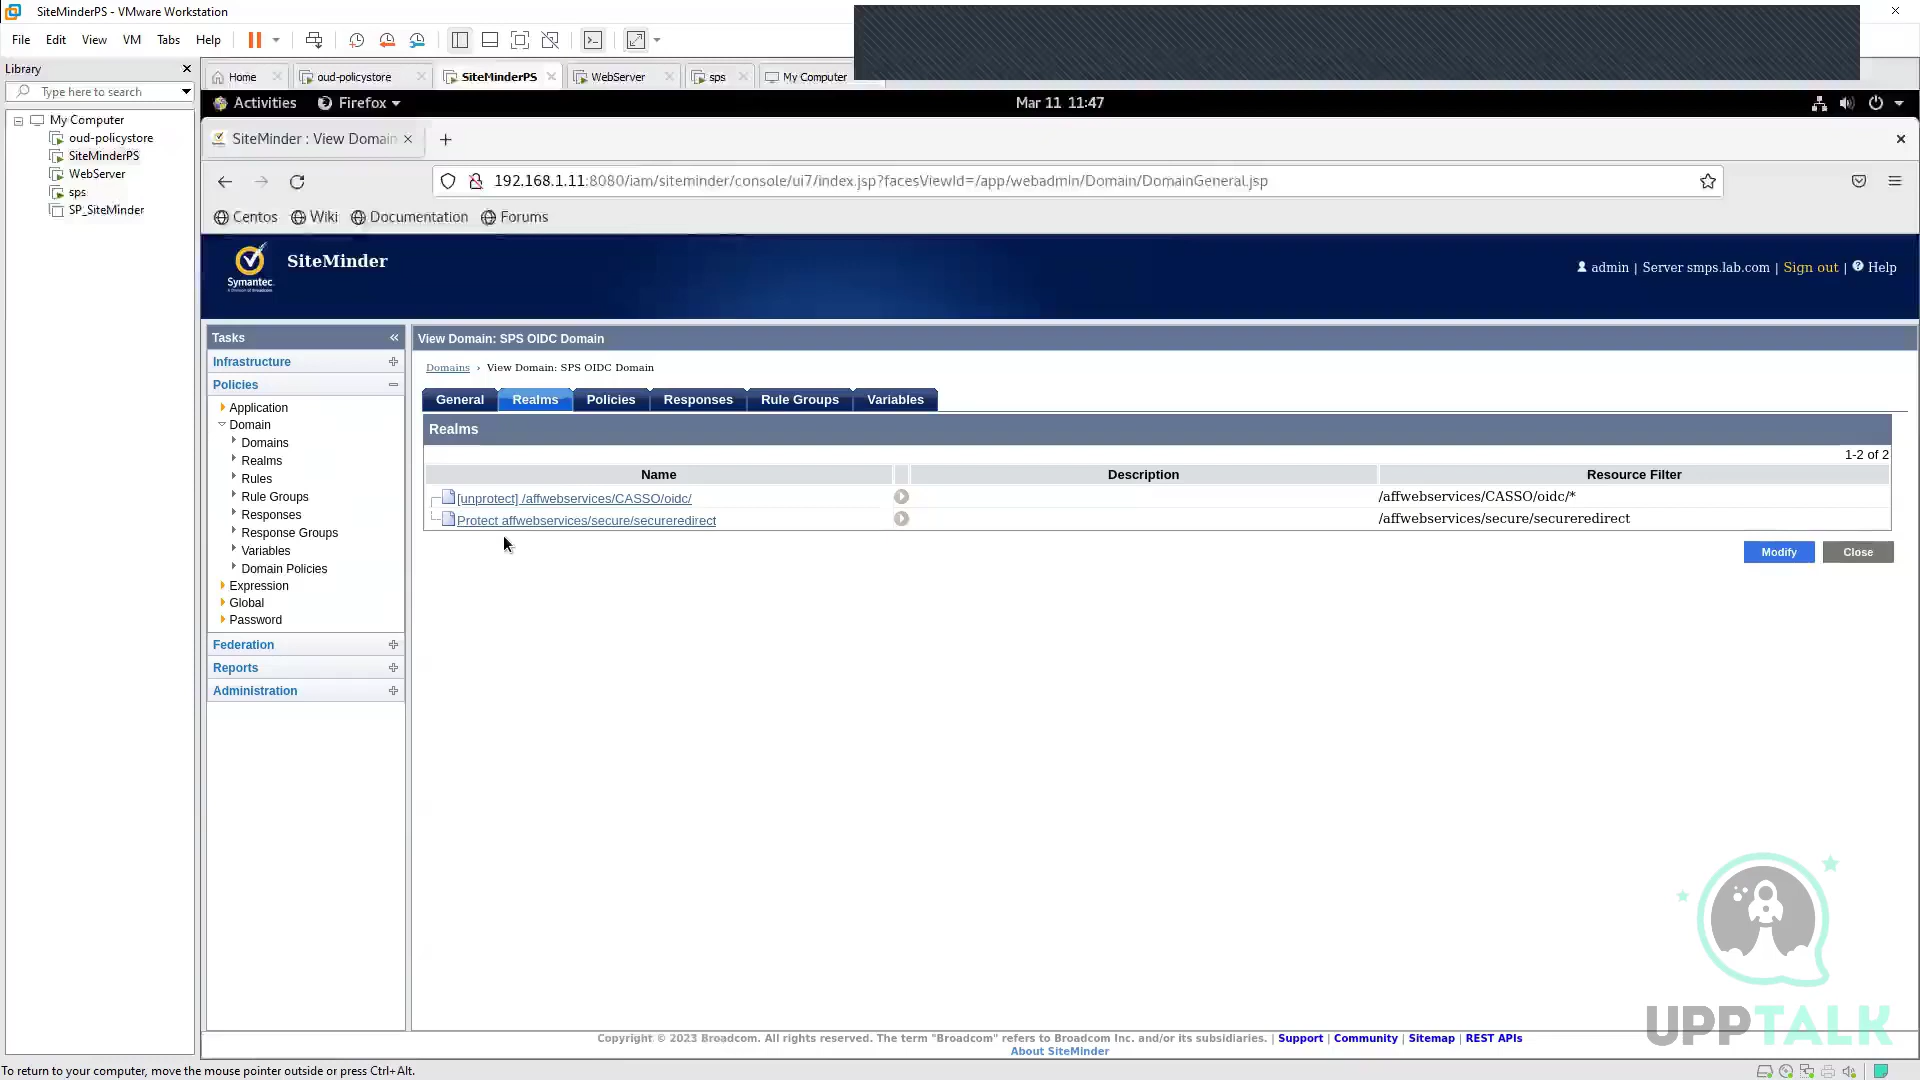 SiteMinderPS - VMware Workstation
File Edit View VM Tabs Help
Library
Type here to search
My Computer
oud-policystore
SiteMinderPS
WebServer
sps
SP_SiteMinder
Home oud-policystore SiteMinderPS WebServer sps My Computer
Activities Firefox Mar 11 11:47
SiteMinder : View Domain
192.168.1.11:8080/iam/siteminder/console/ui7/index.jsp?facesViewId=/app/webadmin/Domain/DomainGeneral.jsp
Centos Wiki Documentation Forums
Symantec
A Division of Broadcom
SiteMinder
admin | Server smps.lab.com | Sign out | Help
Tasks
Infrastructure
Policies
Application
Domain
Domains
Realms
Rules
Rule Groups
Responses
Response Groups
Variables
Domain Policies
Expression
Global
Password
Federation
Reports
Administration
View Domain: SPS OIDC Domain
Domains › View Domain: SPS OIDC Domain
General Realms Policies Responses Rule Groups Variables
Realms
1-2 of 2
Name Description Resource Filter
[unprotect] /affwebservices/CASSO/oidc/ /affwebservices/CASSO/oidc/*
Protect affwebservices/secure/secureredirect /affwebservices/secure/secureredirect
Modify Close
UPPTALK
Copyright © 2023 Broadcom. All rights reserved. The term "Broadcom" refers to Broadcom Inc. and/or its subsidiaries. | Support | Community | Sitemap | REST APIs
About SiteMinder
To return to your computer, move the mouse pointer outside or press Ctrl+Alt.